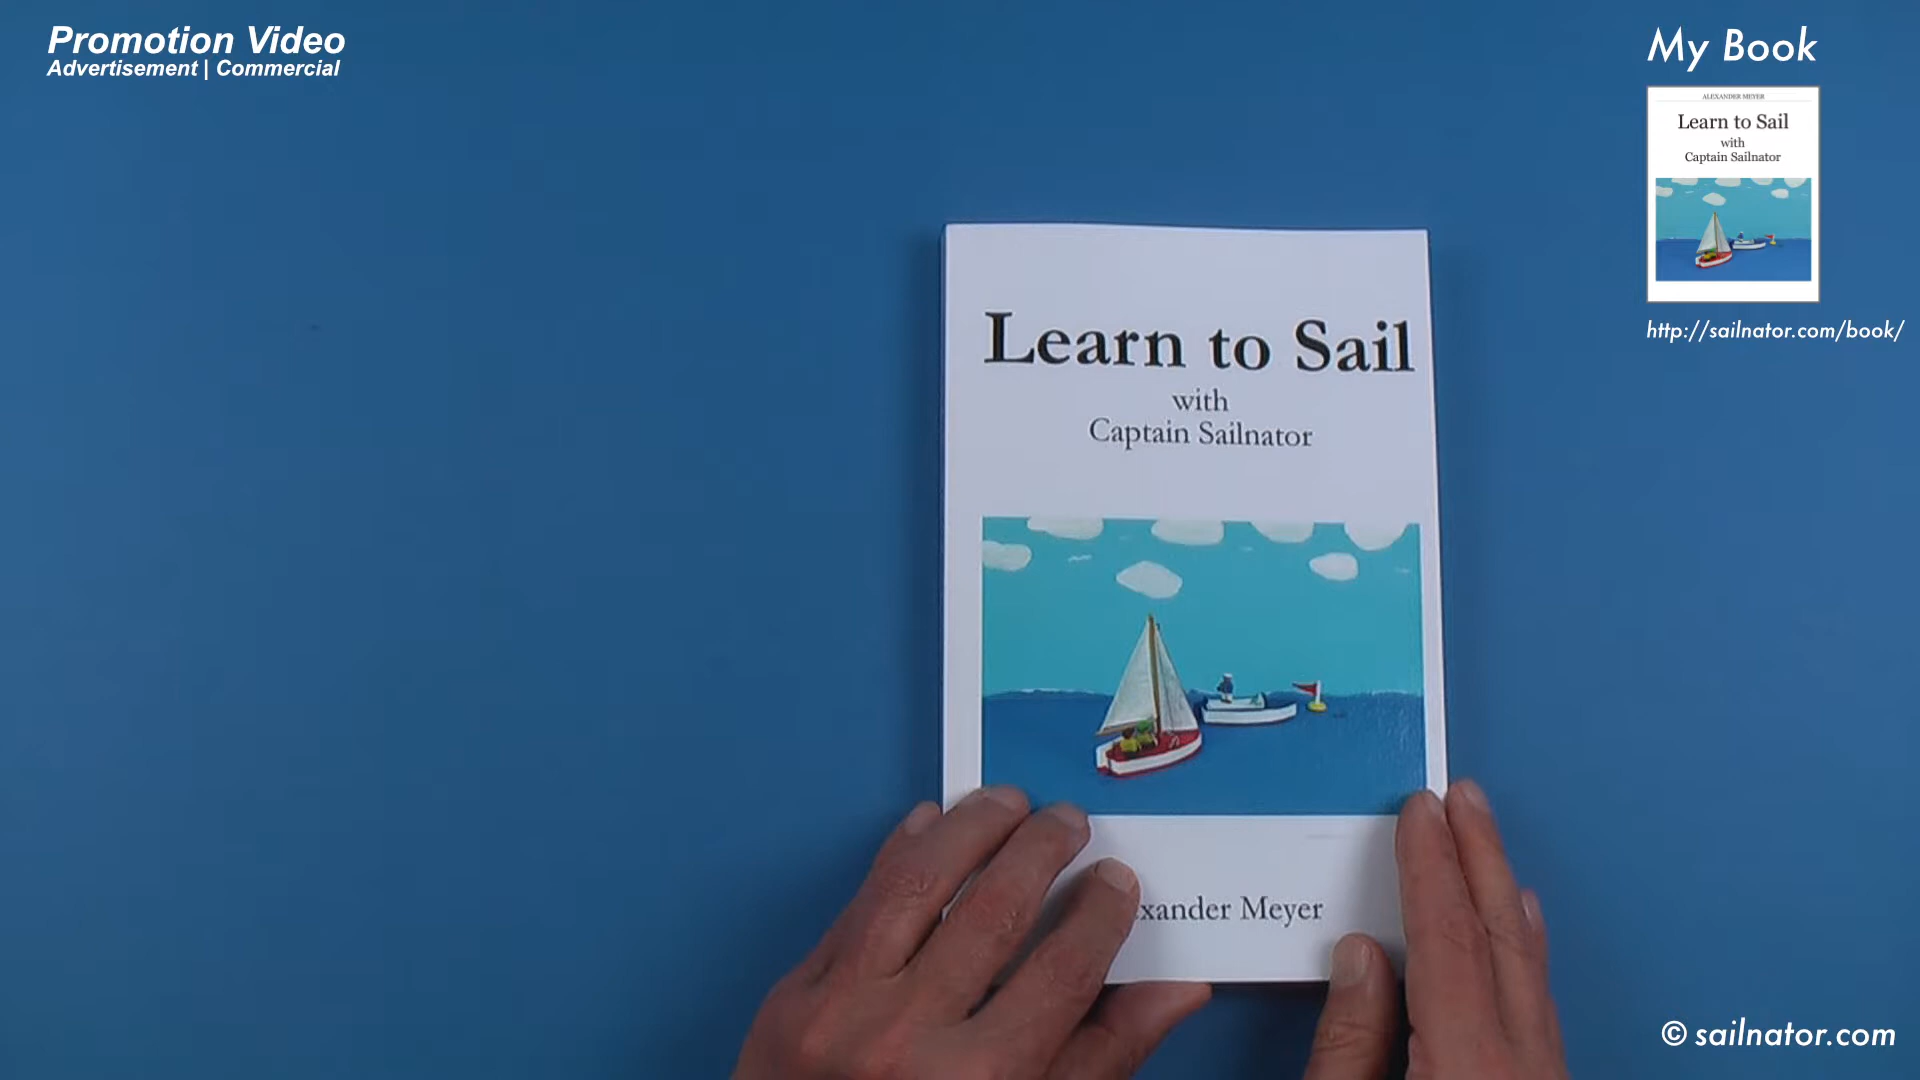 Promotion Video
Advertisement | Commercial
My Book
ALEXANDER MEYER
Learn to Sail
with
Captain Sailnator
http://sailnator.com/book/
Learn to Sail
with
Captain Sailnator
Meyer
© sailnator.com